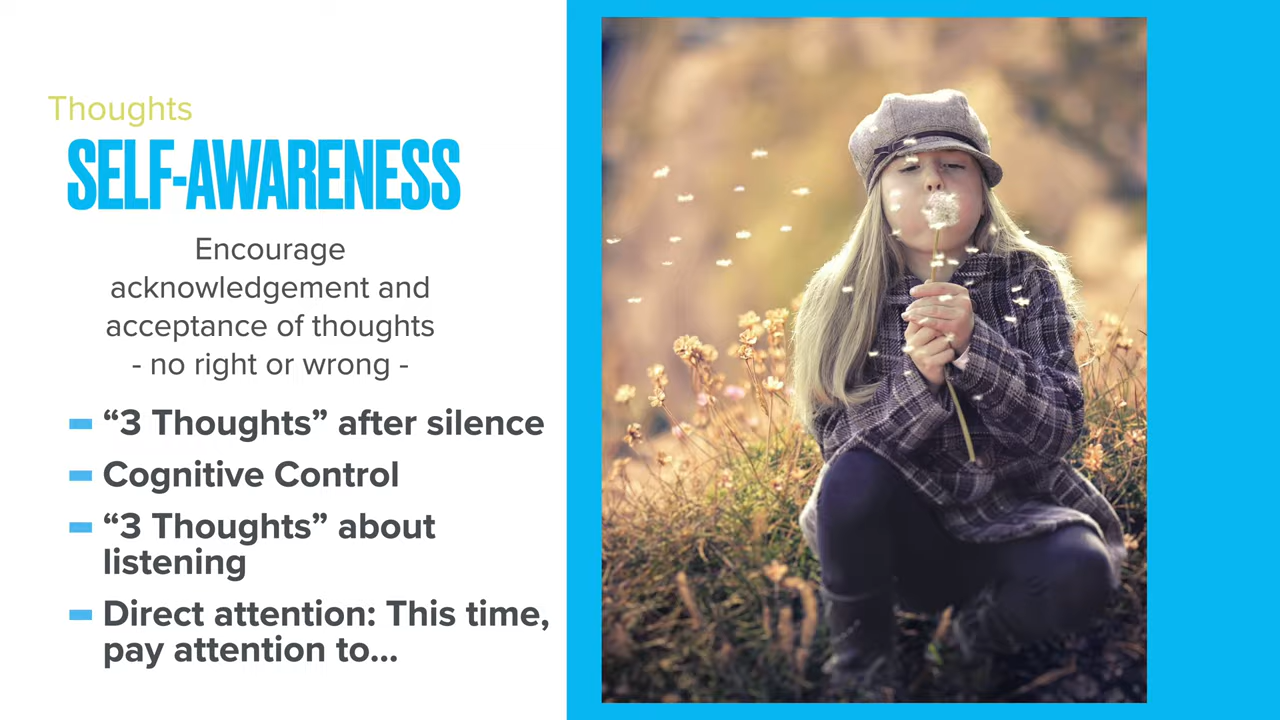 Thoughts
SELF-AWARENESS
Encourage
acknowledgement and
acceptance of thoughts
- no right or wrong -
“3 Thoughts” after silence
Cognitive Control
“3 Thoughts” about
listening
Direct attention: This time,
pay attention to...